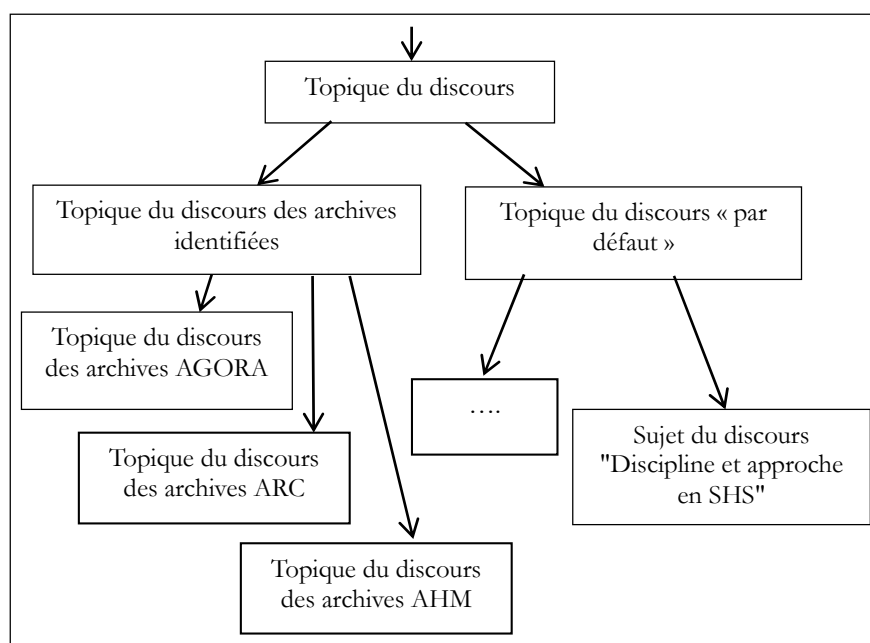 Topique du discours
Topique du discours des archives
identifiées
Topique du discours « par
défaut »
Topique du discours
des archives AGORA
….
Sujet du discours
"Discipline et approche
en SHS"
Topique du discours
des archives ARC
Topique du discours
des archives AHM